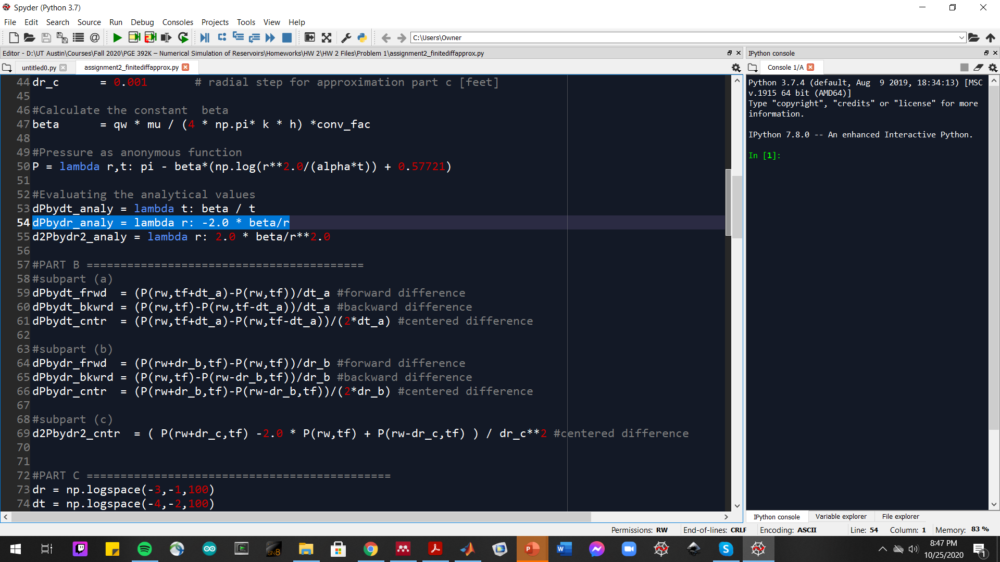 Spyder (Python 3.7)
File Edit Search Source Run Debug Consoles Projects Tools View Help
C:\Users\Owner
Editor - D:\UT Austin\Courses\Fall 2020\PGE 392K – Numerical Simulation of Reservoirs\Homeworks\HW 2\HW 2 Files\Problem 1\assignment2_finitediffapprox.py
untitled0.py assignment2_finitediffapprox.py
44 dr_c      = 0.001       # radial step for approximation part c [feet]
45
46 #Calculate the constant  beta
47 beta      = qw * mu / (4 * np.pi* k * h) *conv_fac
48
49 #Pressure as anonymous function
50 P = lambda r,t: pi - beta*(np.log(r**2.0/(alpha*t)) + 0.57721)
51
52 #Evaluating the analytical values
53 dPbydt_analy = lambda t: beta / t
54 dPbydr_analy = lambda r: -2.0 * beta/r
55 d2Pbydr2_analy = lambda r: 2.0 * beta/r**2.0
56
57 #PART B =========================================
58 #subpart (a)
59 dPbydt_frwd  = (P(rw,tf+dt_a)-P(rw,tf))/dt_a #forward difference
60 dPbydt_bkwrd = (P(rw,tf)-P(rw,tf-dt_a))/dt_a #backward difference
61 dPbydt_cntr  = (P(rw,tf+dt_a)-P(rw,tf-dt_a))/(2*dt_a) #centered difference
62
63 #subpart (b)
64 dPbydr_frwd  = (P(rw+dr_b,tf)-P(rw,tf))/dr_b #forward difference
65 dPbydr_bkwrd = (P(rw,tf)-P(rw-dr_b,tf))/dr_b #backward difference
66 dPbydr_cntr  = (P(rw+dr_b,tf)-P(rw-dr_b,tf))/(2*dr_b) #centered difference
67
68 #subpart (c)
69 d2Pbydr2_cntr  = ( P(rw+dr_c,tf) -2.0 * P(rw,tf) + P(rw-dr_c,tf) ) / dr_c**2 #centered difference
70
71
72 #PART C =============================================
73 dr = np.logspace(-3,-1,100)
74 dt = np.logspace(-4,-2,100)
IPython console
Console 1/A
Python 3.7.4 (default, Aug  9 2019, 18:34:13) [MSC
v.1915 64 bit (AMD64)]
Type "copyright", "credits" or "license" for more
information.
IPython 7.8.0 -- An enhanced Interactive Python.
In [1]:
IPython console Variable explorer File explorer
Permissions: RW End-of-lines: CRLF Encoding: ASCII Line: 54 Column: 1 Memory: 83 %
SN8
8:47 PM
10/25/2020
1